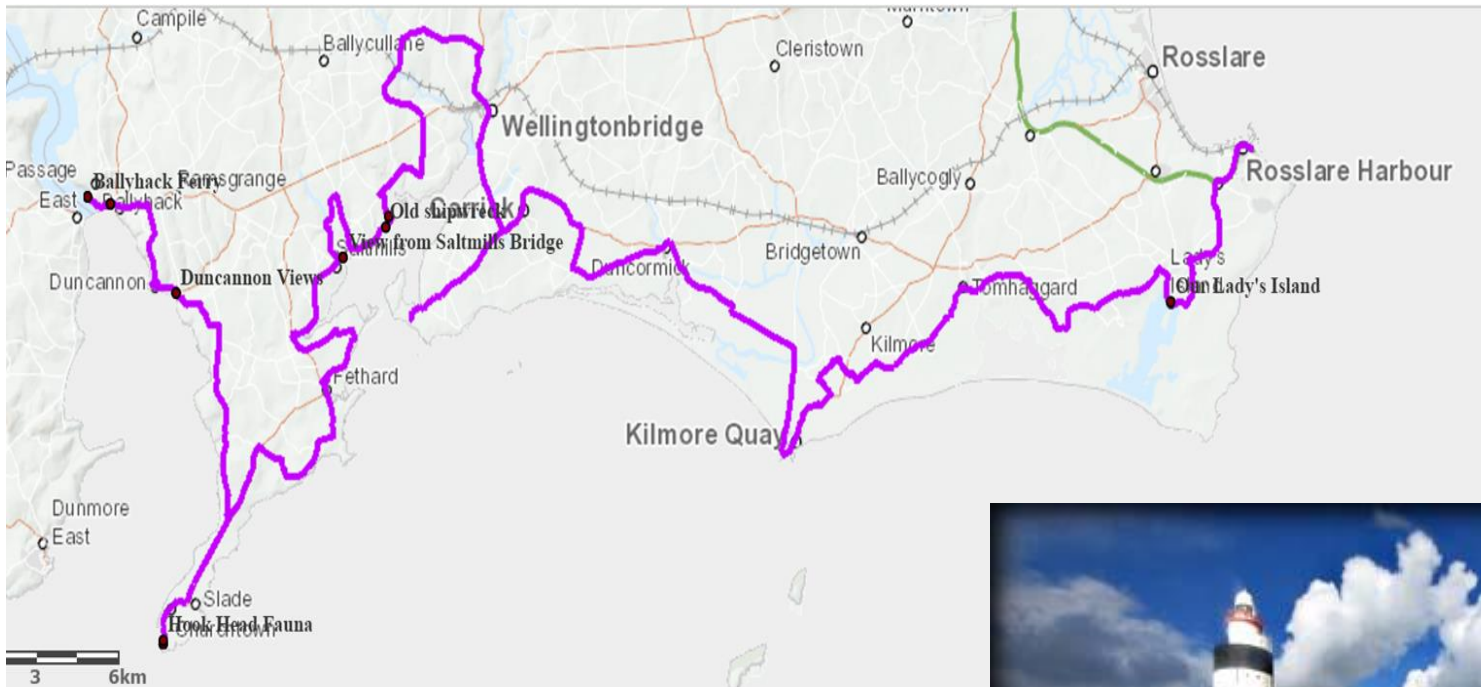 Campile
Ballycullane
Cleristown
Rosslare
Wellingtonbridge
Passage
East
Ballyhack Ferry
Ramsgrange
Ballyhack
Ballycogly
Rosslare Harbour
Old shipwreck
Carrick
View from Saltmills Bridge
Saltmills
Bridgetown
Duncannon
Duncannon Views
Duncormick
Tomhaggard
Lady's
Our Lady's Island
Kilmore
Fethard
Kilmore Quay
Dunmore
East
Slade
Hook Head Fauna
Churchtown
3 6km